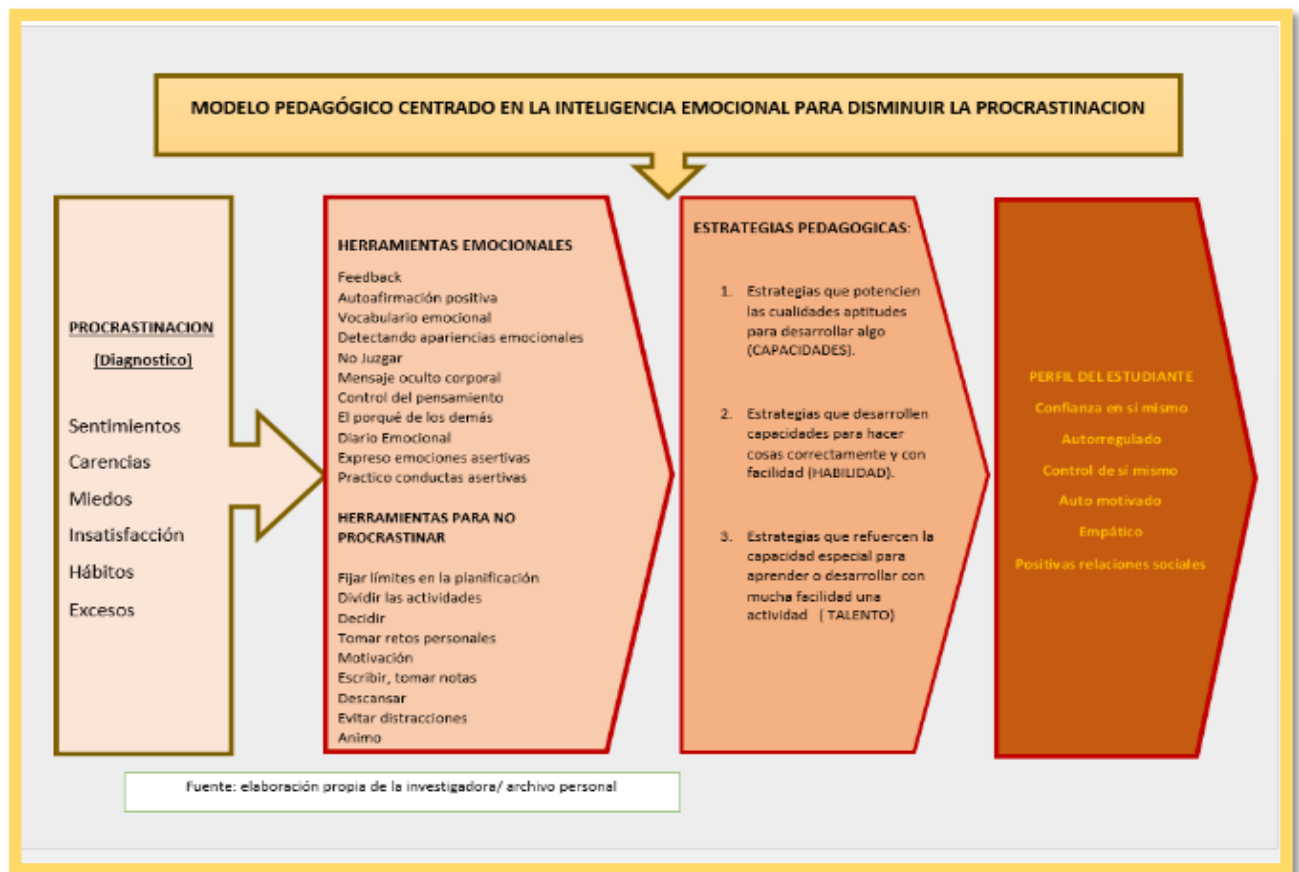 MODELO PEDAGÓGICO CENTRADO EN LA INTELIGENCIA EMOCIONAL PARA DISMINUIR LA PROCRASTINACION
PROCRASTINACION
(Diagnostico)
Sentimientos
Carencias
Miedos
Insatisfacción
Hábitos
Excesos
HERRAMIENTAS EMOCIONALES
Feedback
Autoafirmación positiva
Vocabulario emocional
Detectando apariencias emocionales
No Juzgar
Mensaje oculto corporal
Control del pensamiento
El porqué de los demás
Diario Emocional
Expreso emociones asertivas
Practico conductas asertivas
HERRAMIENTAS PARA NO
PROCRASTINAR
Fijar límites en la planificación
Dividir las actividades
Decidir
Tomar retos personales
Motivación
Escribir, tomar notas
Descansar
Evitar distracciones
Animo
ESTRATEGIAS PEDAGOGICAS:
1. Estrategias que potencien
las cualidades aptitudes
para desarrollar algo
(CAPACIDADES).
2. Estrategias que desarrollen
capacidades para hacer
cosas correctamente y con
facilidad (HABILIDAD).
3. Estrategias que refuercen la
capacidad especial para
aprender o desarrollar con
mucha facilidad una
actividad ( TALENTO)
PERFIL DEL ESTUDIANTE
Confianza en sí mismo
Autorregulado
Control de sí mismo
Auto motivado
Empático
Positivas relaciones sociales
Fuente: elaboración propia de la investigadora/ archivo personal